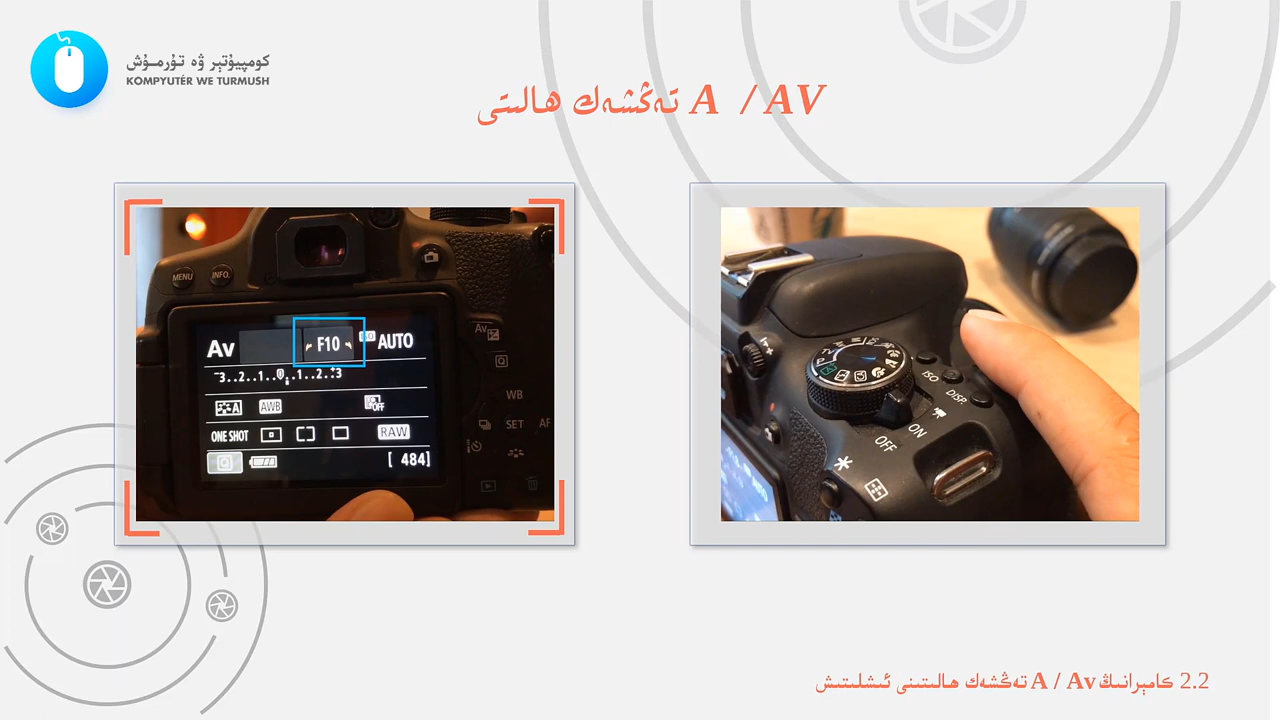 كومپيۇتېر ۋە تۇرمۇش
KOMPYUTÉR WE TURMUSH
A / AV تەڭشەك ھالىتى
MENU INFO.
Av F10 ISO AUTO
-3..2..1..0..1..2.+3
A AWB OFF
ONE SHOT RAW
[ 484]
Av
Q
WB
SET AF
ISO
DISP.
ON
OFF
2.2 كامېرانىڭ A / Av تەڭشەك ھالىتىنى ئىشلىتىش